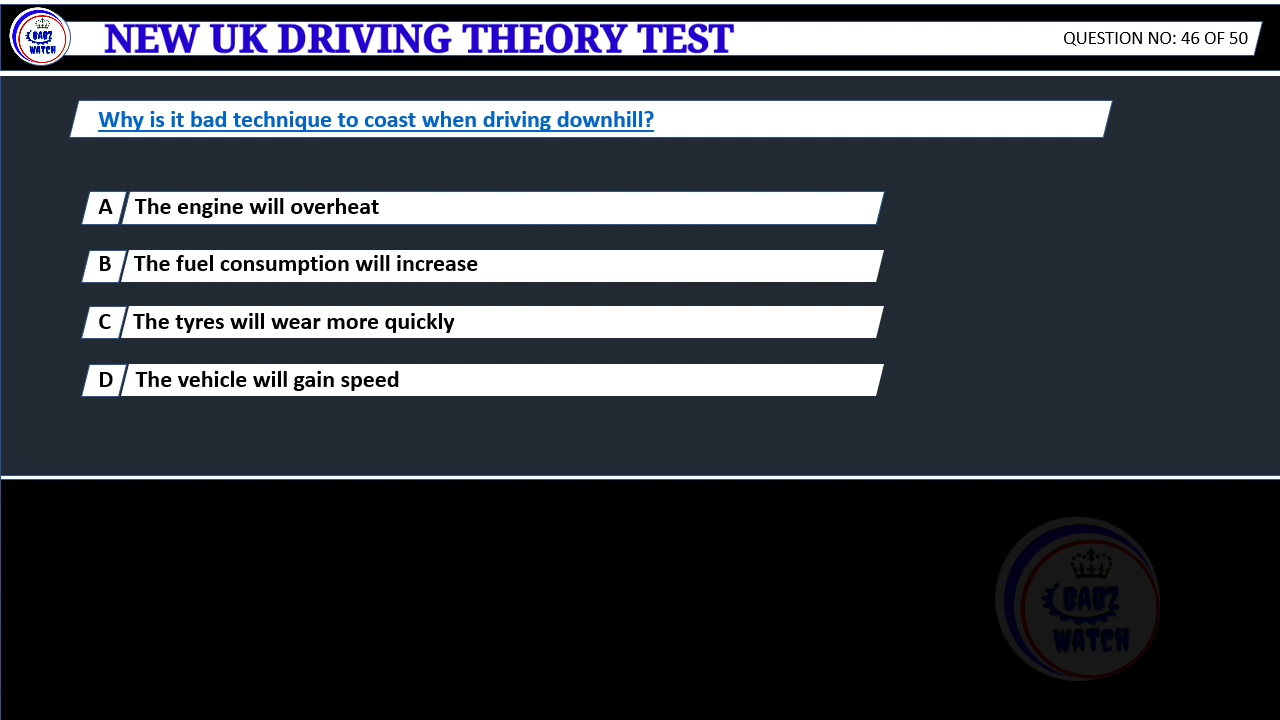 BABZ
WATCH
NEW UK DRIVING THEORY TEST
QUESTION NO: 46 OF 50
Why is it bad technique to coast when driving downhill?
A The engine will overheat
B The fuel consumption will increase
C The tyres will wear more quickly
D The vehicle will gain speed
BABZ
WATCH